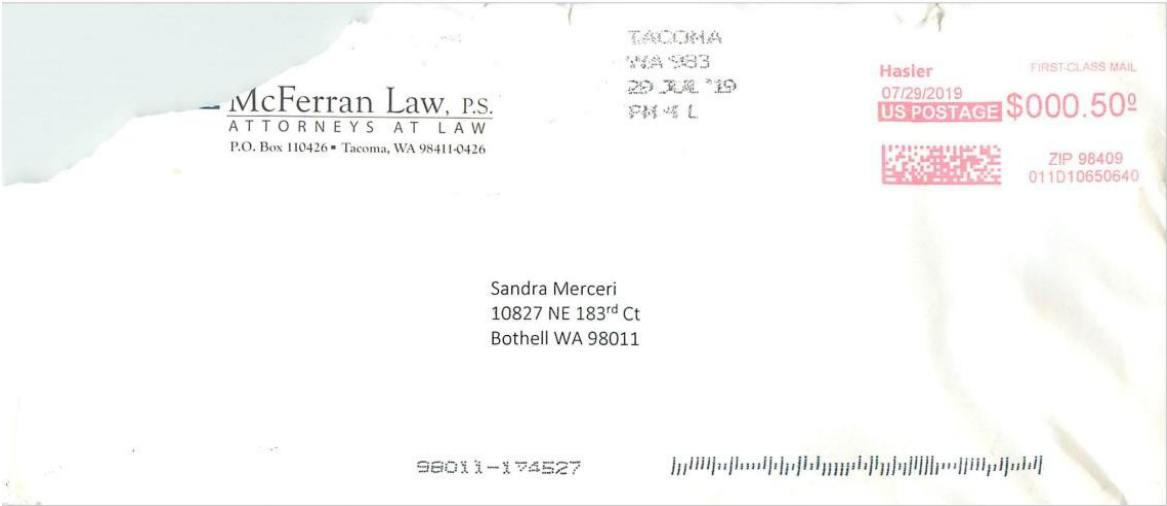 McFerran Law, P.S.
ATTORNEYS AT LAW
P.O. Box 110426 ▪ Tacoma, WA 98411-0426
TACOMA
WA 983
29 JUL '19
PM 4 L
Hasler
FIRST-CLASS MAIL
07/29/2019
US POSTAGE $000.50⁰
ZIP 98409
011D10650640
Sandra Merceri
10827 NE 183rd Ct
Bothell WA 98011
98011-174527